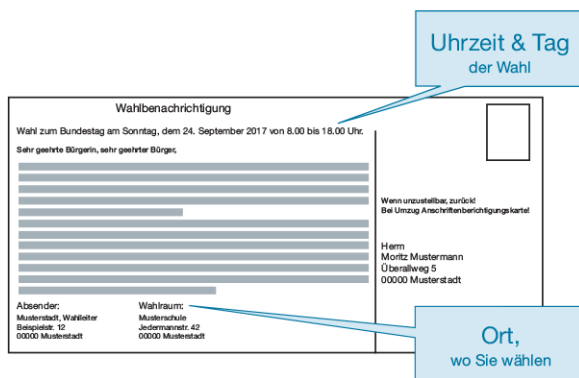 Uhrzeit & Tag
der Wahl
Wahlbenachrichtigung
Wahl zum Bundestag am Sonntag, dem 24. September 2017 von 8.00 bis 18.00 Uhr.
Sehr geehrte Bürgerin, sehr geehrter Bürger,
Wenn unzustellbar, zurück!
Bei Umzug Anschriftenberichtigungskarte!
Herrn
Moritz Mustermann
Überallweg 5
00000 Musterstadt
Absender:
Musterstadt, Wahlleiter
Beispielstr. 12
00000 Musterstadt
Wahlraum:
Musterschule
Jedermannstr. 42
00000 Musterstadt
Ort,
wo Sie wählen